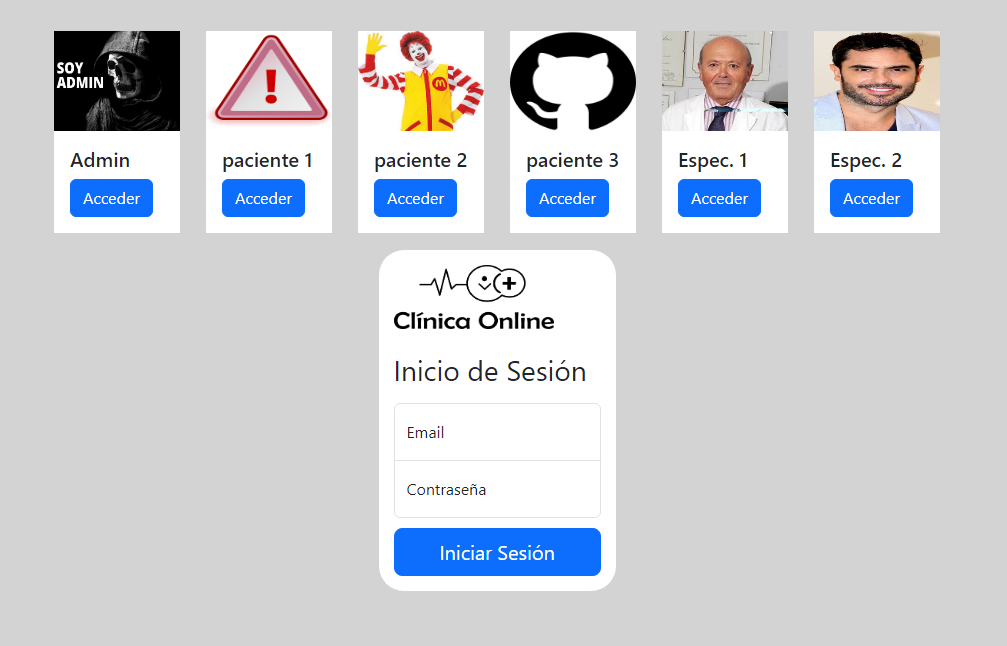 SOY
ADMIN
Admin
Acceder
paciente 1
Acceder
paciente 2
Acceder
paciente 3
Acceder
Espec. 1
Acceder
Espec. 2
Acceder
Clínica Online
Inicio de Sesión
Email
Contraseña
Iniciar Sesión